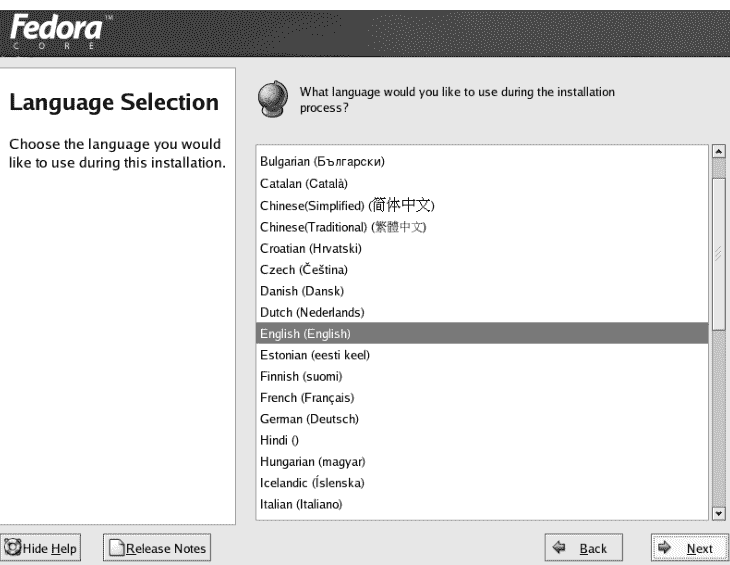 Fedora™
CORE
Language Selection
Choose the language you would
like to use during this installation.
What language would you like to use during the installation
process?
Bulgarian (Български)
Catalan (Català)
Chinese(Simplified) (简体中文)
Chinese(Traditional) (繁體中文)
Croatian (Hrvatski)
Czech (Čeština)
Danish (Dansk)
Dutch (Nederlands)
English (English)
Estonian (eesti keel)
Finnish (suomi)
French (Français)
German (Deutsch)
Hindi ()
Hungarian (magyar)
Icelandic (Íslenska)
Italian (Italiano)
Hide Help
Release Notes
Back
Next